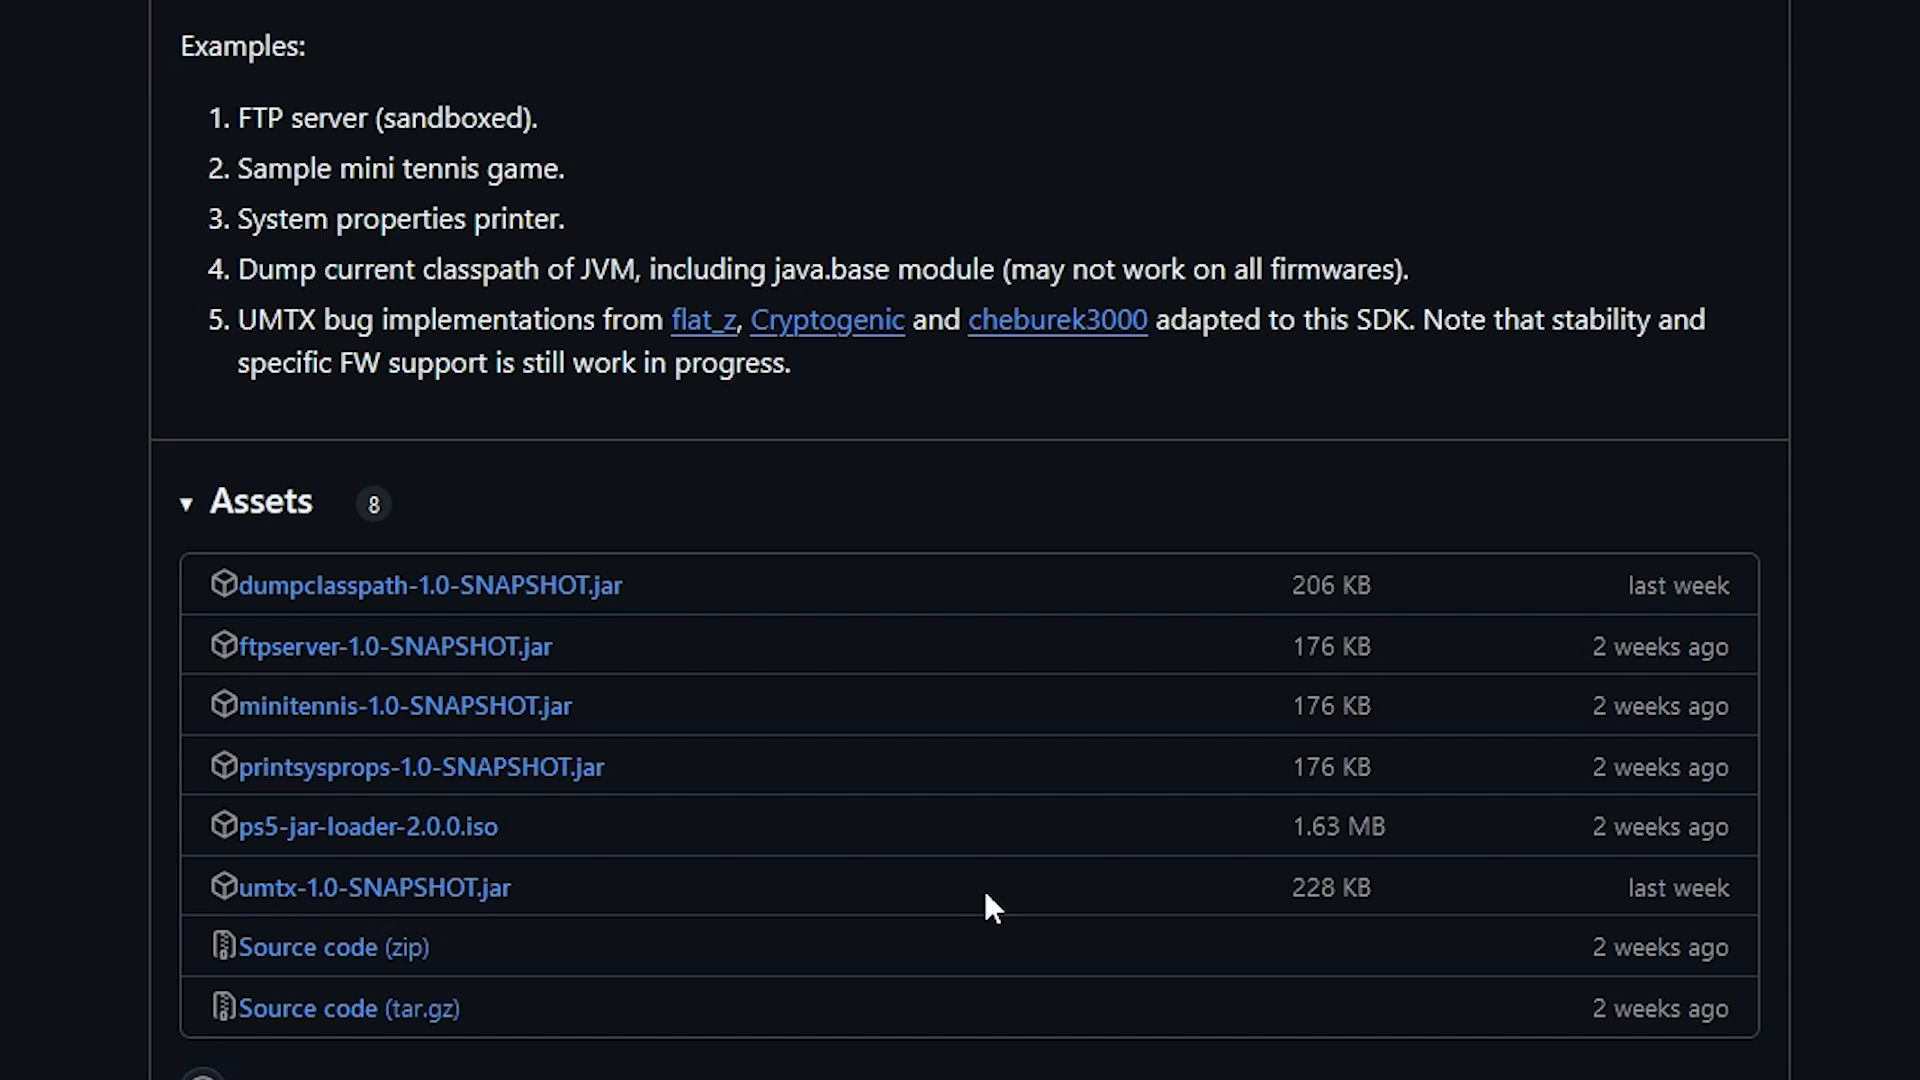 Examples:
1. FTP server (sandboxed).
2. Sample mini tennis game.
3. System properties printer.
4. Dump current classpath of JVM, including java.base module (may not work on all firmwares).
5. UMTX bug implementations from flat_z, Cryptogenic and cheburek3000 adapted to this SDK. Note that stability and
specific FW support is still work in progress.
Assets 8
dumpclasspath-1.0-SNAPSHOT.jar 206 KB last week
ftpserver-1.0-SNAPSHOT.jar 176 KB 2 weeks ago
minitennis-1.0-SNAPSHOT.jar 176 KB 2 weeks ago
printsysprops-1.0-SNAPSHOT.jar 176 KB 2 weeks ago
ps5-jar-loader-2.0.0.iso 1.63 MB 2 weeks ago
umtx-1.0-SNAPSHOT.jar 228 KB last week
Source code (zip) 2 weeks ago
Source code (tar.gz) 2 weeks ago